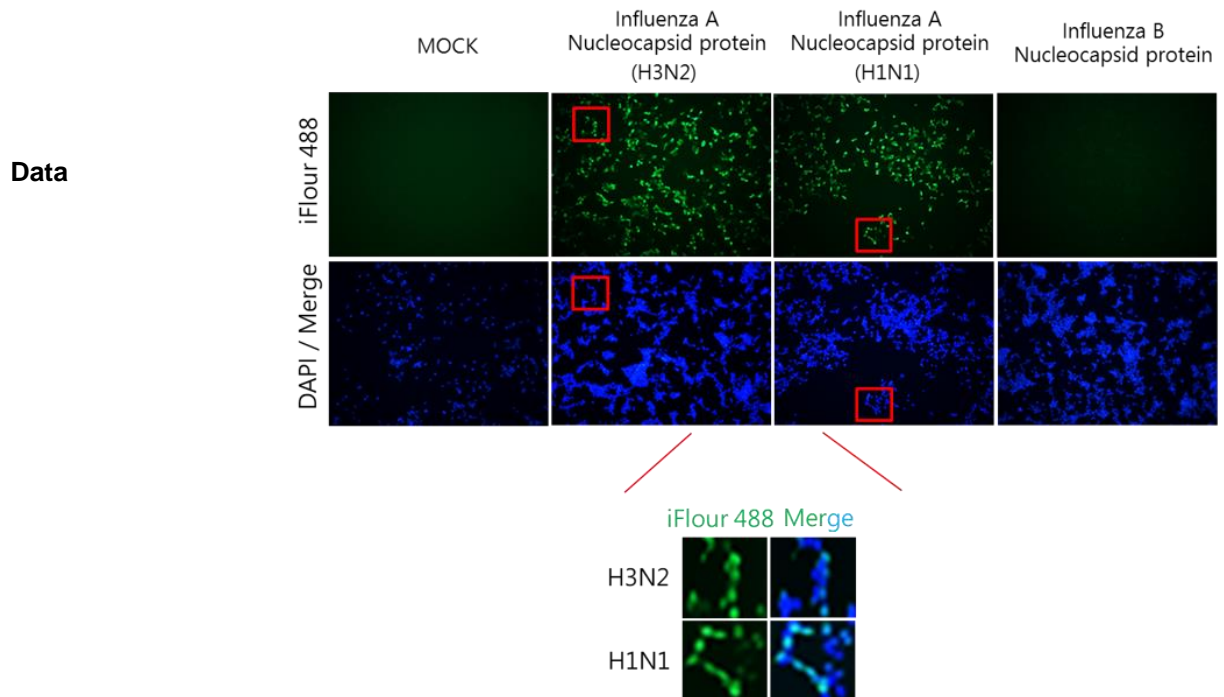 MOCK
Influenza A
Nucleocapsid protein
(H3N2)
Influenza A
Nucleocapsid protein
(H1N1)
Influenza B
Nucleocapsid protein
Data
iFlour 488
DAPI / Merge
iFlour 488 Merge
H3N2
H1N1